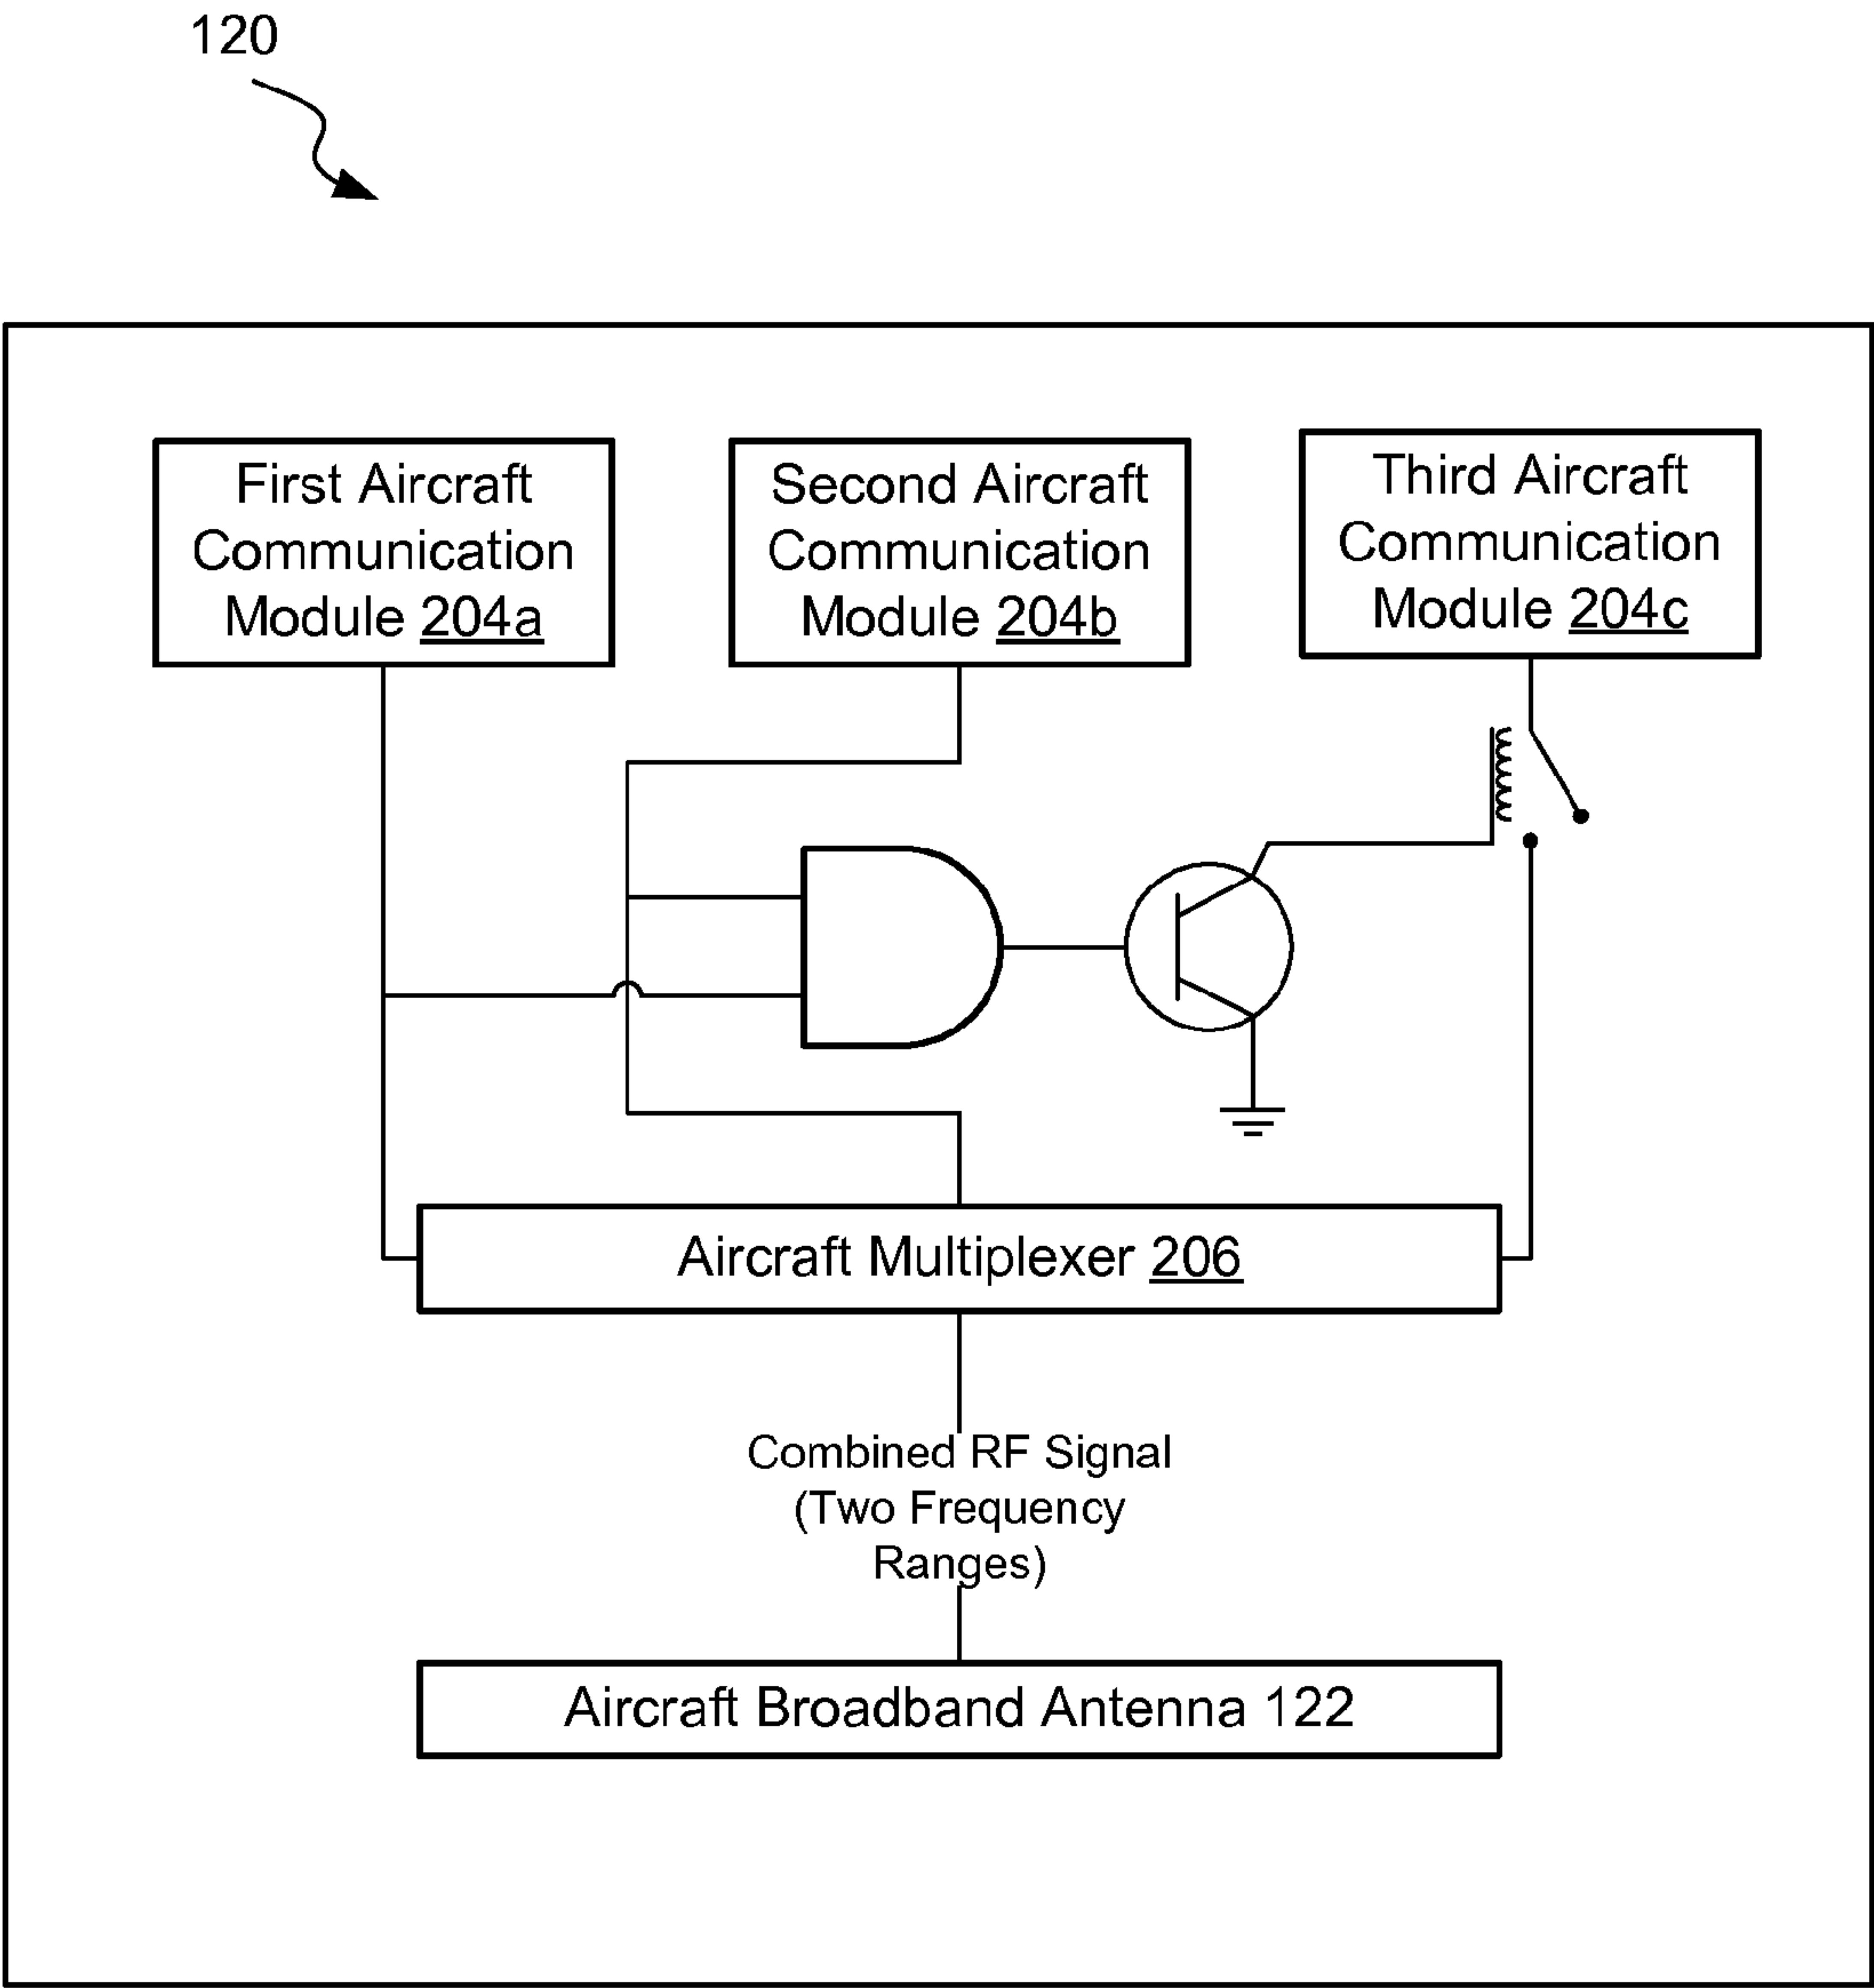 120
First Aircraft
Communication
Module 204a
Second Aircraft
Communication
Module 204b
Third Aircraft
Communication
Module 204c
Aircraft Multiplexer 206
Combined RF Signal
(Two Frequency
Ranges)
Aircraft Broadband Antenna 122